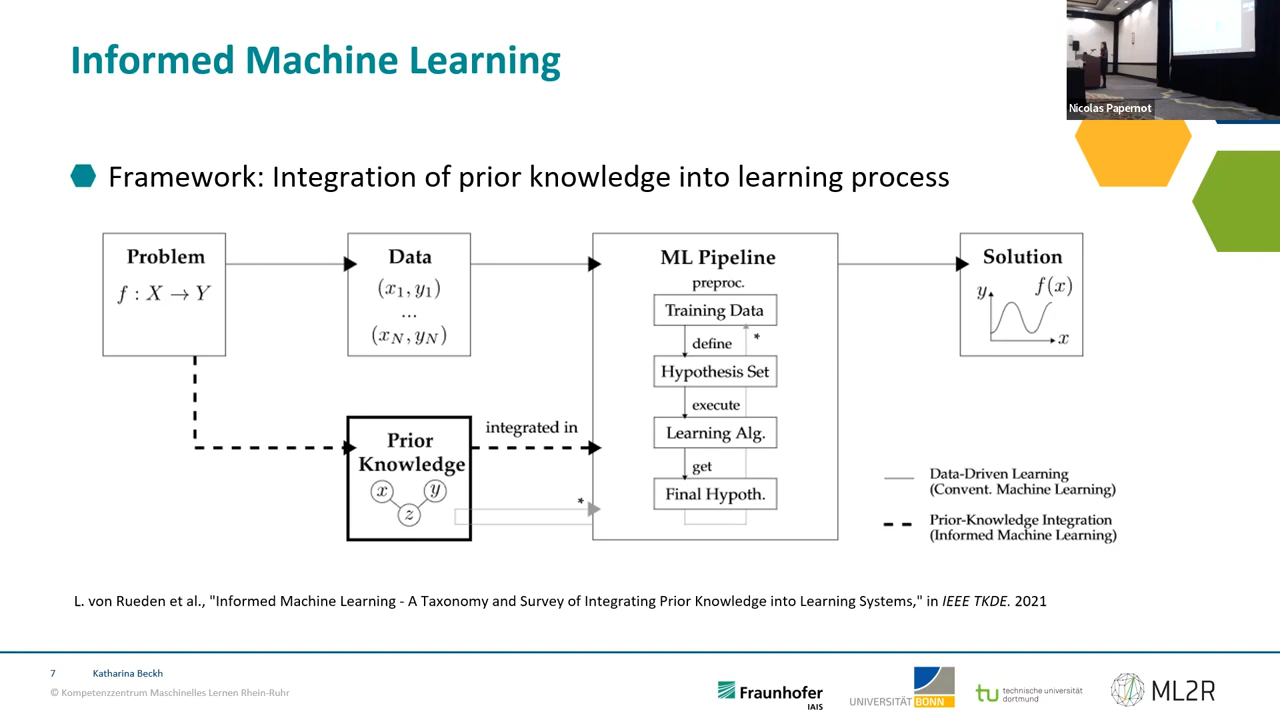 Informed Machine Learning
Nicolas Papernot
Framework: Integration of prior knowledge into learning process
Problem
f : X → Y
Data
(x₁, y₁)
...
(x_N, y_N)
ML Pipeline
preproc.
Training Data
define
*
Hypothesis Set
execute
Learning Alg.
get
Final Hypoth.
Solution
y
f(x)
x
Prior
Knowledge
x
y
z
integrated in
*
Data-Driven Learning
(Convent. Machine Learning)
Prior-Knowledge Integration
(Informed Machine Learning)
L. von Rueden et al., "Informed Machine Learning - A Taxonomy and Survey of Integrating Prior Knowledge into Learning Systems," in IEEE TKDE. 2021
7
Katharina Beckh
© Kompetenzzentrum Maschinelles Lernen Rhein-Ruhr
Fraunhofer
IAIS
UNIVERSITÄT BONN
tu technische universität
dortmund
ML2R